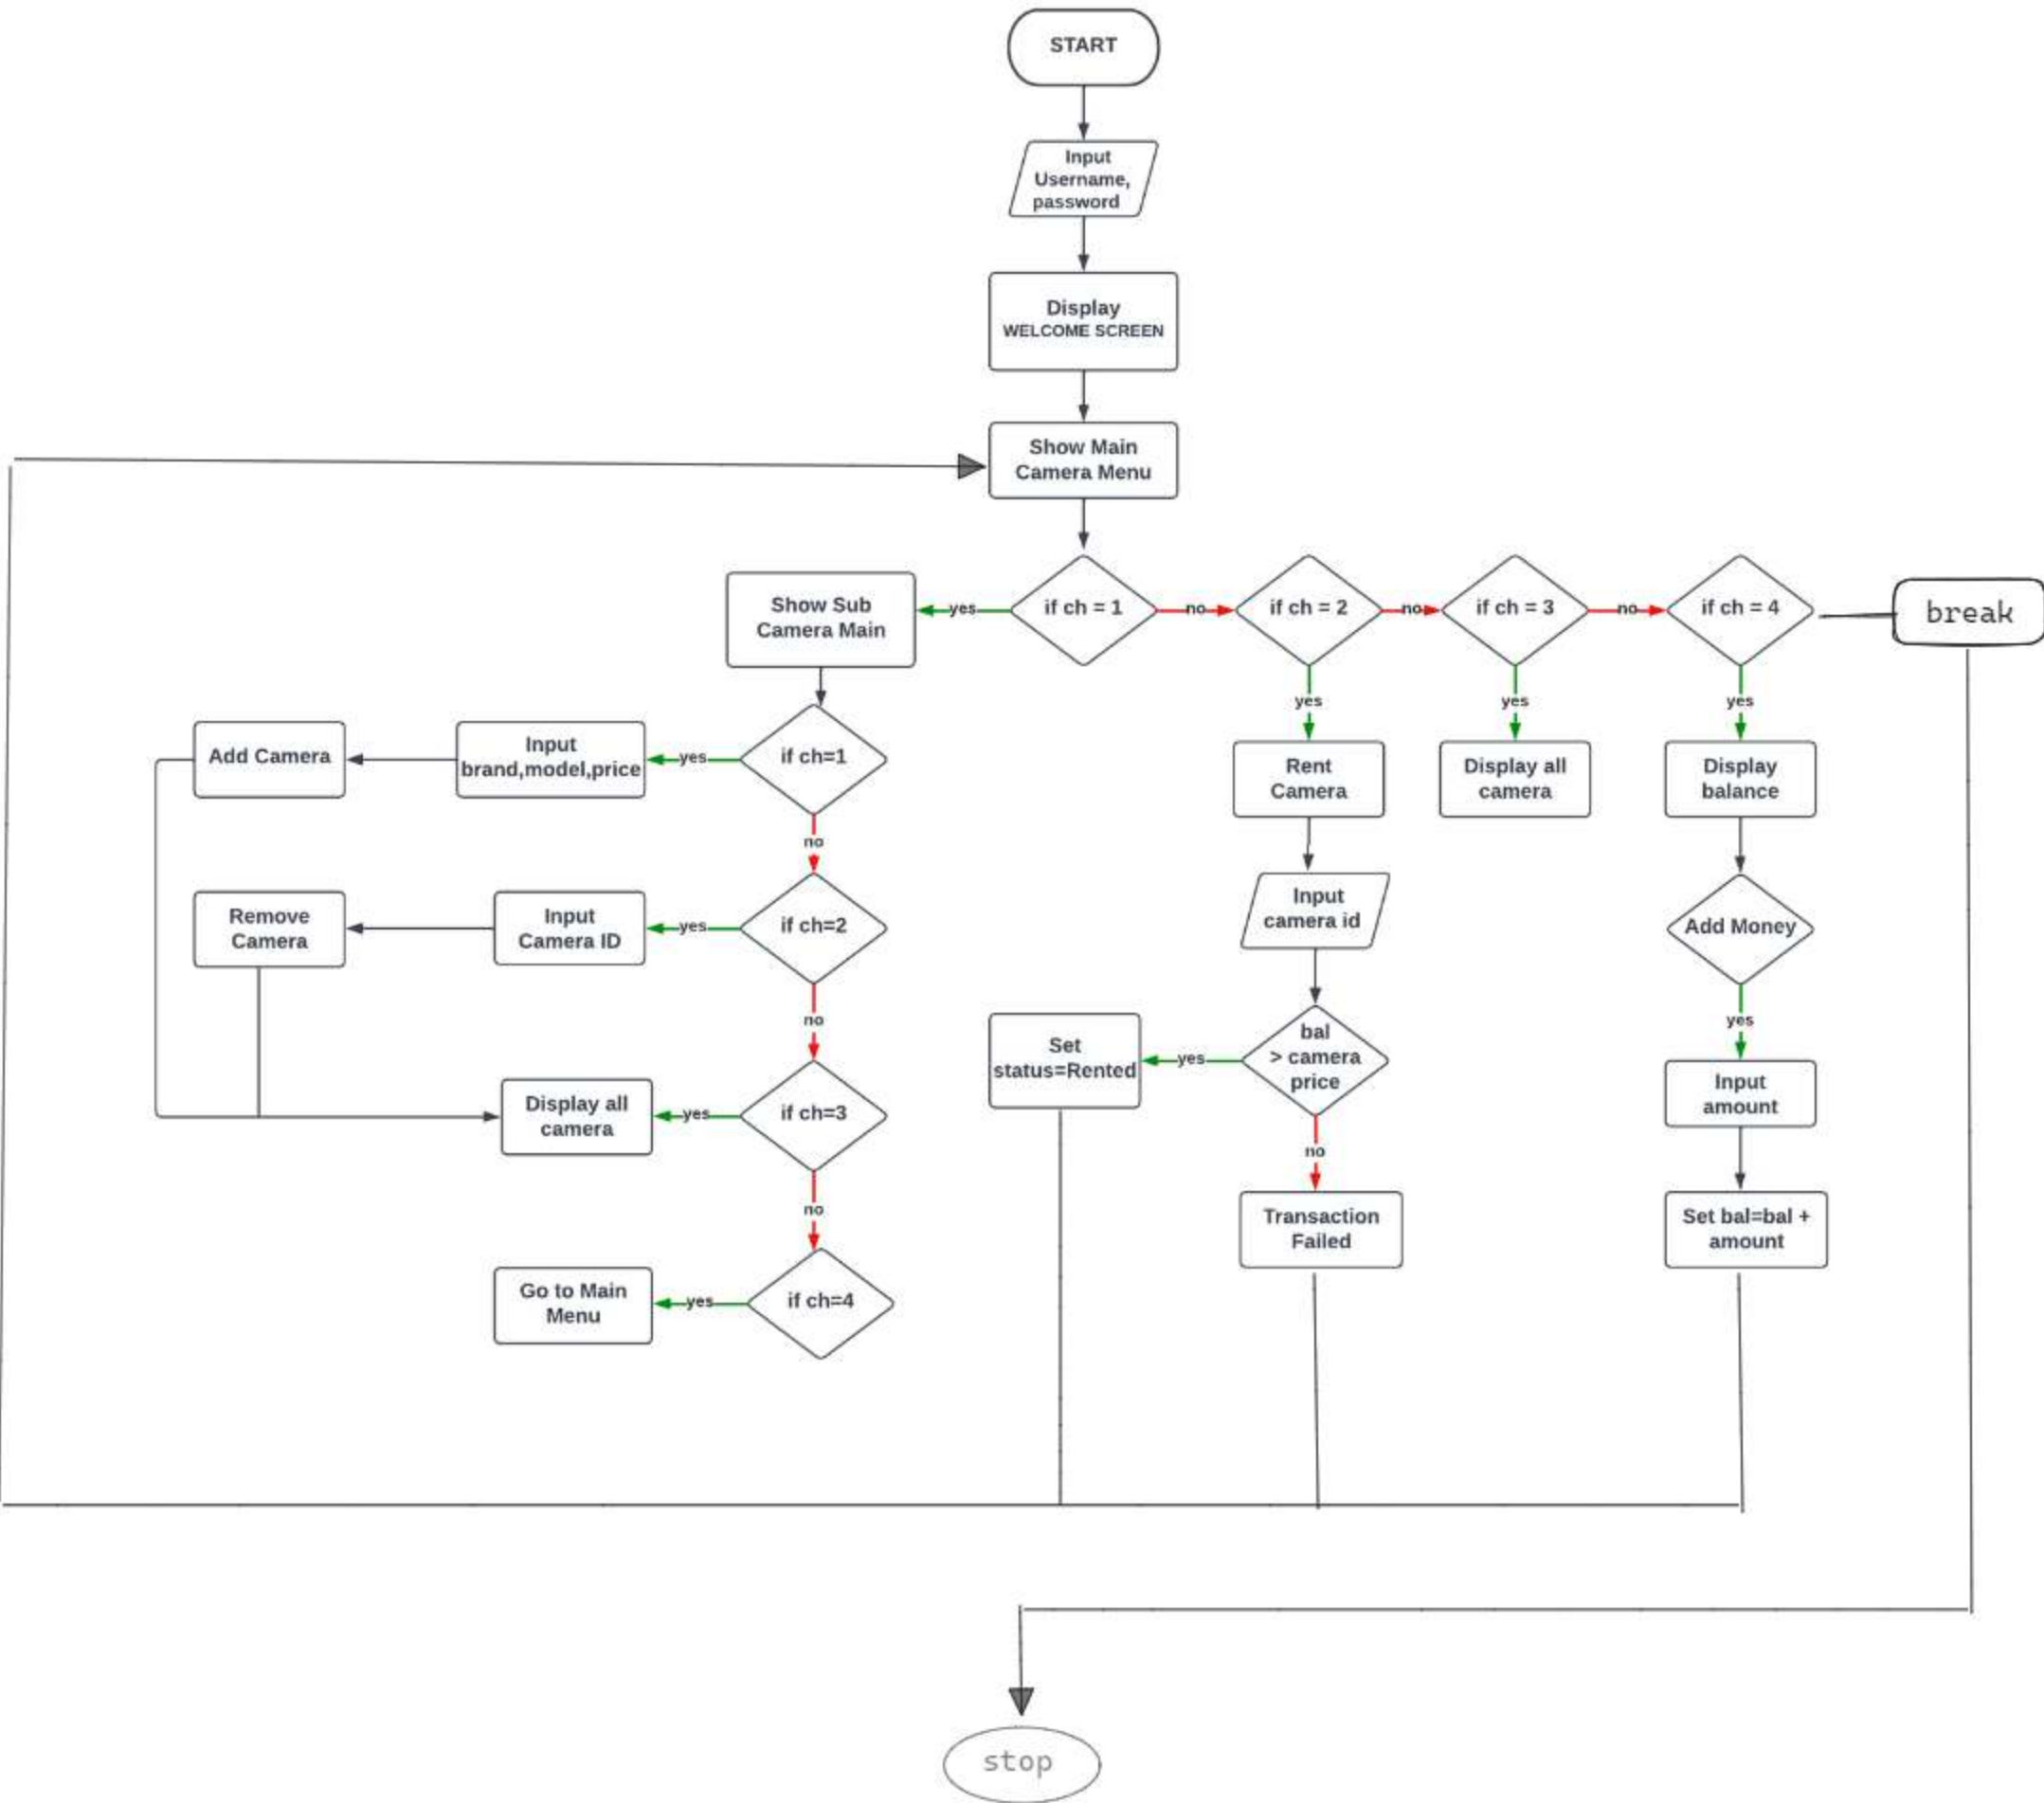 START
Input
Username,
password
Display
WELCOME SCREEN
Show Main
Camera Menu
Show Sub
Camera Main
yes
if ch = 1
no
if ch = 2
no
if ch = 3
no
if ch = 4
break
yes
yes
yes
Add Camera
Input
brand,model,price
yes
if ch=1
Rent
Camera
Display all
camera
Display
balance
no
Remove
Camera
Input
Camera ID
yes
if ch=2
Input
camera id
Add Money
no
yes
Set
status=Rented
yes
bal
> camera
price
Display all
camera
yes
if ch=3
Input
amount
no
no
Transaction
Failed
Set bal=bal +
amount
Go to Main
Menu
yes
if ch=4
stop